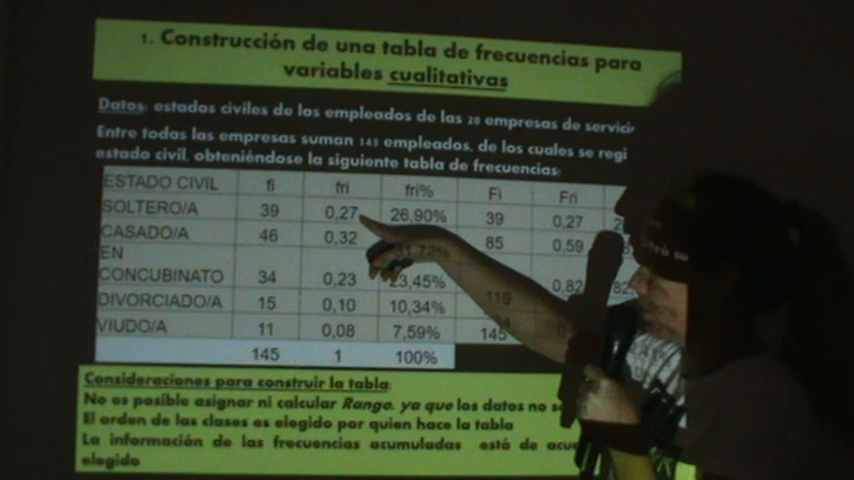 1. Construcción de una tabla de frecuencias para
variables cualitativas
Datos: estados civiles de los empleados de las 20 empresas de servici
Entre todas las empresas suman 145 empleados, de los cuales se regi
estado civil, obteniéndose la siguiente tabla de frecuencias:
ESTADO CIVIL fi fri fri% Fi Fri
SOLTERO/A 39 0,27 26,90% 39 0,27
CASADO/A 46 0,32 85 0,59
EN
CONCUBINATO 34 0,23 23,45% 119 0,82 82
DIVORCIADO/A 15 0,10 10,34%
VIUDO/A 11 0,08 7,59% 145
145 1 100%
Consideraciones para construir la tabla:
No es posible asignar ni calcular Rango, ya que los datos no
El orden de las clases es elegido por quien hace la tabla
La información de las frecuencias acumuladas está de acue
elegido